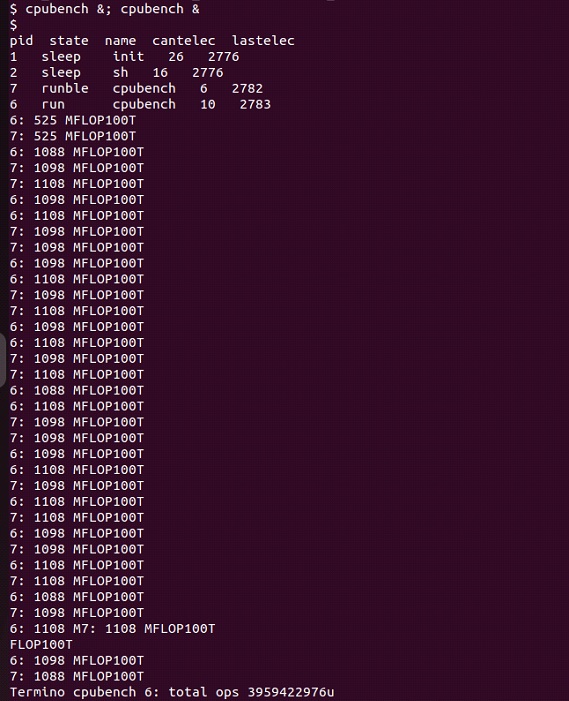 $ cpubench &; cpubench &
$
pid state name cantelec lastelec
1 sleep init 26 2776
2 sleep sh 16 2776
7 runble cpubench 6 2782
6 run cpubench 10 2783
6: 525 MFLOP100T
7: 525 MFLOP100T
6: 1088 MFLOP100T
7: 1098 MFLOP100T
7: 1108 MFLOP100T
6: 1098 MFLOP100T
6: 1108 MFLOP100T
7: 1098 MFLOP100T
7: 1098 MFLOP100T
6: 1098 MFLOP100T
6: 1108 MFLOP100T
7: 1098 MFLOP100T
7: 1108 MFLOP100T
6: 1098 MFLOP100T
6: 1108 MFLOP100T
7: 1098 MFLOP100T
7: 1108 MFLOP100T
6: 1088 MFLOP100T
6: 1108 MFLOP100T
7: 1098 MFLOP100T
7: 1098 MFLOP100T
6: 1098 MFLOP100T
6: 1108 MFLOP100T
7: 1098 MFLOP100T
6: 1108 MFLOP100T
7: 1108 MFLOP100T
6: 1098 MFLOP100T
7: 1098 MFLOP100T
6: 1108 MFLOP100T
7: 1108 MFLOP100T
6: 1088 MFLOP100T
7: 1098 MFLOP100T
6: 1108 M7: 1108 MFLOP100T
FLOP100T
6: 1098 MFLOP100T
7: 1088 MFLOP100T
Termino cpubench 6: total ops 3959422976u